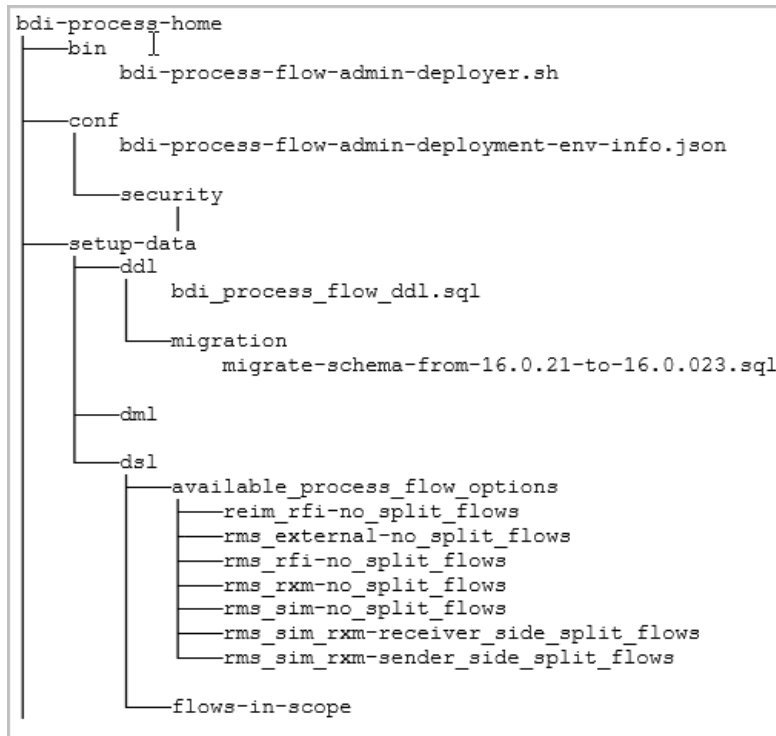 bdi-process-home
bin
bdi-process-flow-admin-deployer.sh
conf
bdi-process-flow-admin-deployment-env-info.json
security
setup-data
ddl
bdi_process_flow_ddl.sql
migration
migrate-schema-from-16.0.21-to-16.0.023.sql
dml
dsl
available_process_flow_options
reim_rfi-no_split_flows
rms_external-no_split_flows
rms_rfi-no_split_flows
rms_rxm-no_split_flows
rms_sim-no_split_flows
rms_sim_rxm-receiver_side_split_flows
rms_sim_rxm-sender_side_split_flows
flows-in-scope